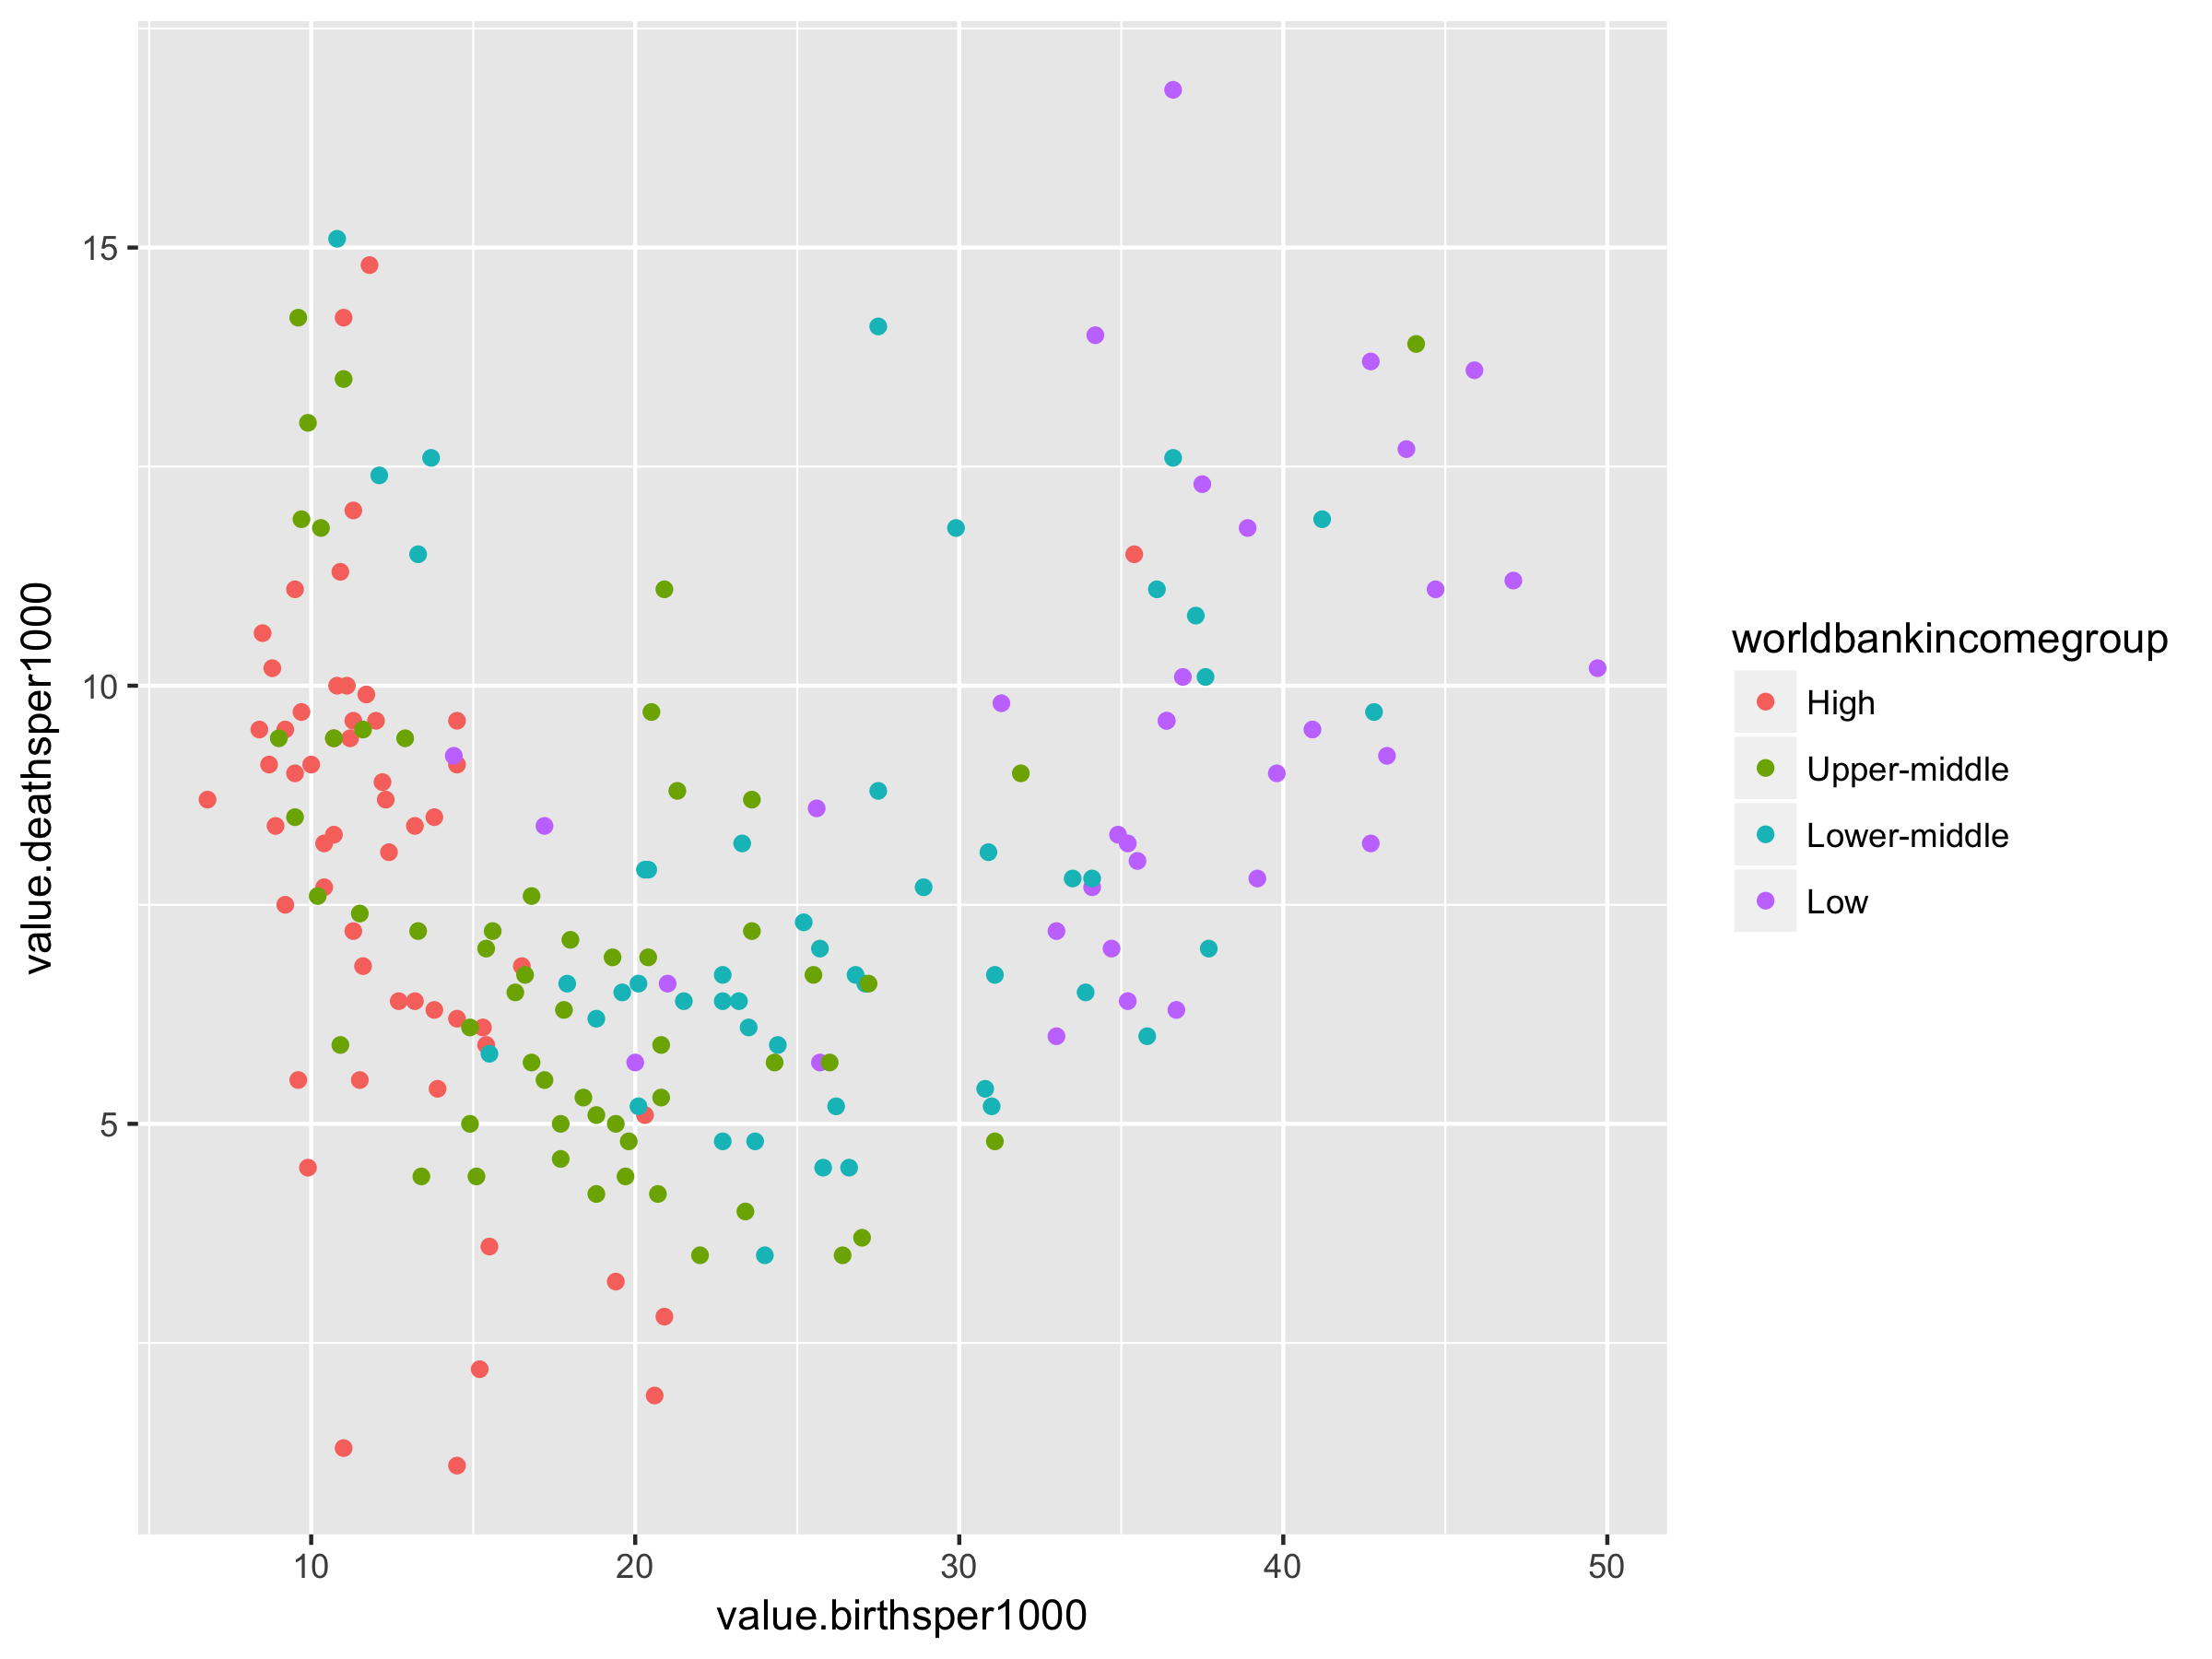 value.deathsper1000
15
10
5
10
20
30
40
50
value.birthsper1000
worldbankincomegroup
High
Upper-middle
Lower-middle
Low